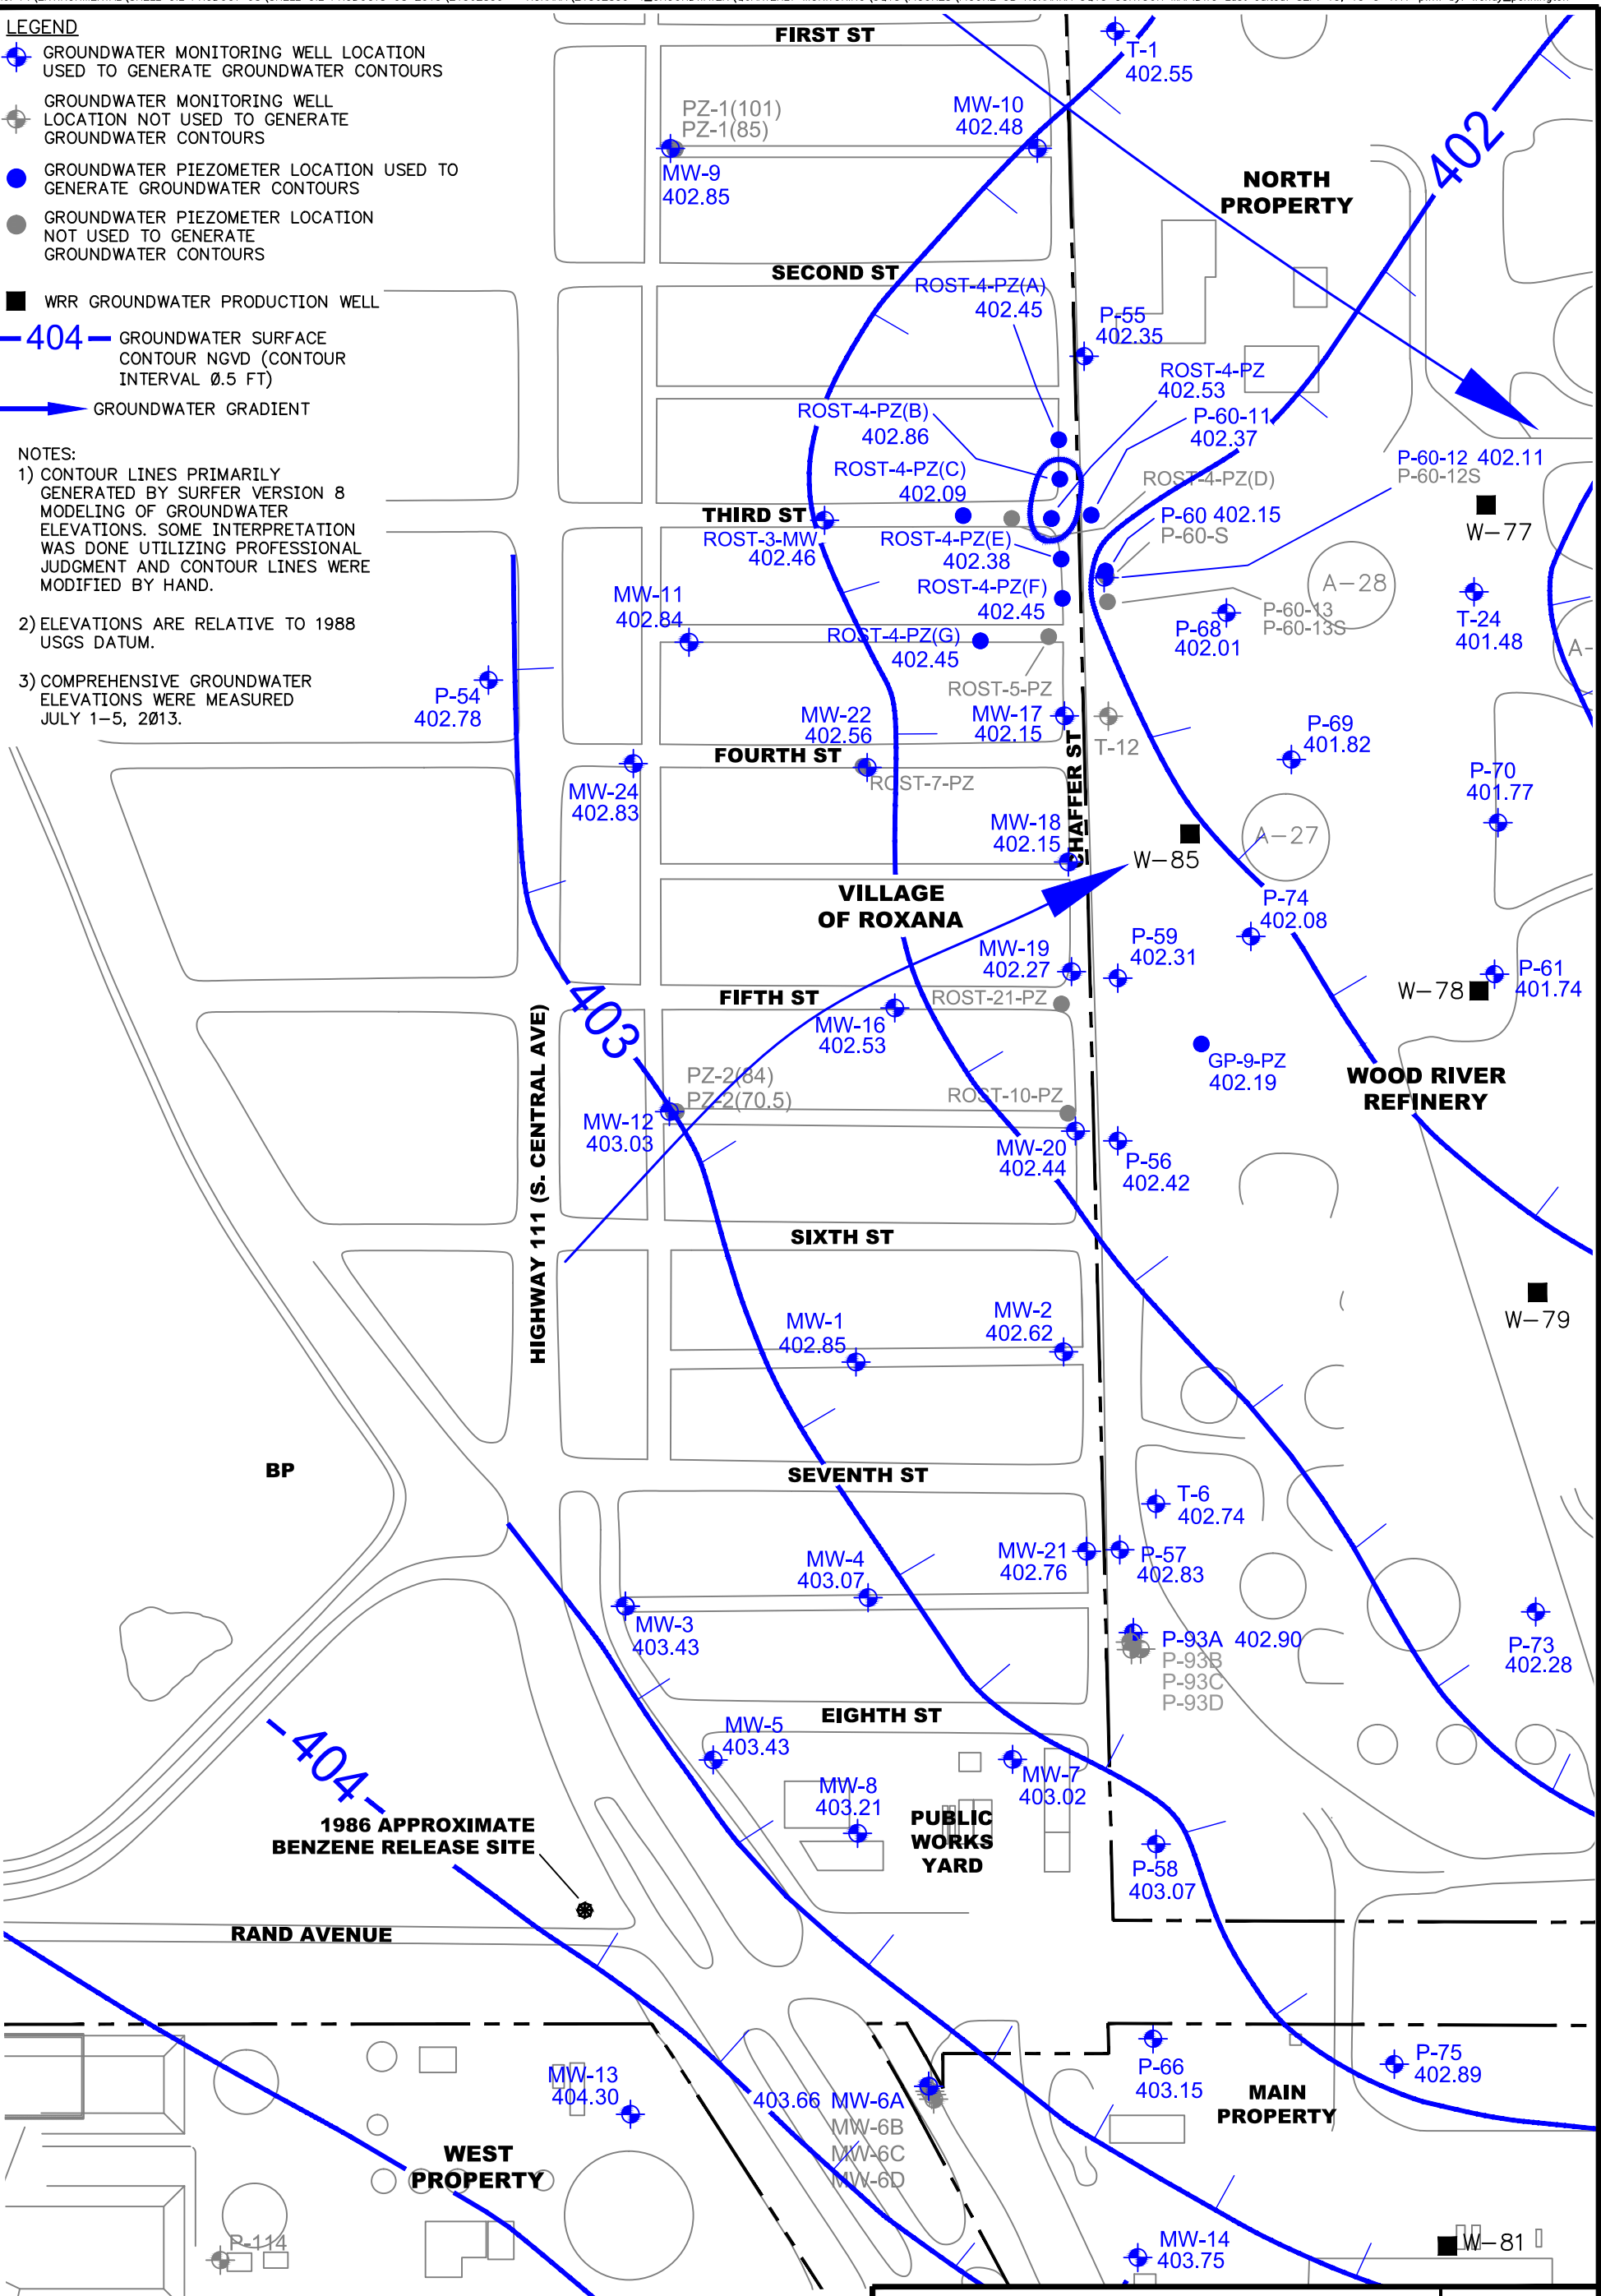 LEGEND
GROUNDWATER MONITORING WELL LOCATION
USED TO GENERATE GROUNDWATER CONTOURS
GROUNDWATER MONITORING WELL
LOCATION NOT USED TO GENERATE
GROUNDWATER CONTOURS
GROUNDWATER PIEZOMETER LOCATION USED TO
GENERATE GROUNDWATER CONTOURS
GROUNDWATER PIEZOMETER LOCATION
NOT USED TO GENERATE
GROUNDWATER CONTOURS
WRR GROUNDWATER PRODUCTION WELL
404
GROUNDWATER SURFACE
CONTOUR NGVD (CONTOUR
INTERVAL 0.5 FT)
GROUNDWATER GRADIENT
NOTES:
1) CONTOUR LINES PRIMARILY
GENERATED BY SURFER VERSION 8
MODELING OF GROUNDWATER
ELEVATIONS. SOME INTERPRETATION
WAS DONE UTILIZING PROFESSIONAL
JUDGMENT AND CONTOUR LINES WERE
MODIFIED BY HAND.
2) ELEVATIONS ARE RELATIVE TO 1988
USGS DATUM.
3) COMPREHENSIVE GROUNDWATER
ELEVATIONS WERE MEASURED
JULY 1-5, 2013.
FIRST ST
T-1
402.55
PZ-1(101)
PZ-1(85)
MW-9
402.85
MW-10
402.48
402
NORTH
PROPERTY
SECOND ST
ROST-4-PZ(A)
402.45
P-55
402.35
ROST-4-PZ
402.53
ROST-4-PZ(B)
402.86
P-60-11
402.37
ROST-4-PZ(C)
402.09
ROST-4-PZ(D)
P-60-12 402.11
P-60-12S
W-77
THIRD ST
ROST-3-MW
402.46
ROST-4-PZ(E)
402.38
P-60 402.15
P-60-S
ROST-4-PZ(F)
402.45
A-28
P-60-13
P-60-13S
P-68
402.01
T-24
401.48
A-
MW-11
402.84
ROST-4-PZ(G)
402.45
ROST-5-PZ
P-54
402.78
MW-22
402.56
MW-17
402.15
T-12
P-69
401.82
FOURTH ST
ROST-7-PZ
CHAFFER ST
P-70
401.77
MW-24
402.83
MW-18
402.15
W-85
A-27
VILLAGE
OF ROXANA
P-74
402.08
MW-19
402.27
P-59
402.31
P-61
401.74
W-78
403
FIFTH ST
ROST-21-PZ
MW-16
402.53
GP-9-PZ
402.19
WOOD RIVER
REFINERY
HIGHWAY 111 (S. CENTRAL AVE)
PZ-2(84)
PZ-2(70.5)
MW-12
403.03
ROST-10-PZ
MW-20
402.44
P-56
402.42
SIXTH ST
MW-1
402.85
MW-2
402.62
W-79
BP
SEVENTH ST
T-6
402.74
MW-4
403.07
MW-21
402.76
P-57
402.83
MW-3
403.43
P-93A 402.90
P-93B
P-93C
P-93D
P-73
402.28
EIGHTH ST
MW-5
403.43
MW-7
403.02
MW-8
403.21
404
PUBLIC
WORKS
YARD
1986 APPROXIMATE
BENZENE RELEASE SITE
P-58
403.07
RAND AVENUE
MW-13
404.30
403.66 MW-6A
MW-6B
MW-6C
MW-6D
P-66
403.15
P-75
402.89
MAIN
PROPERTY
WEST
PROPERTY
P-114
MW-14
403.75
W-81